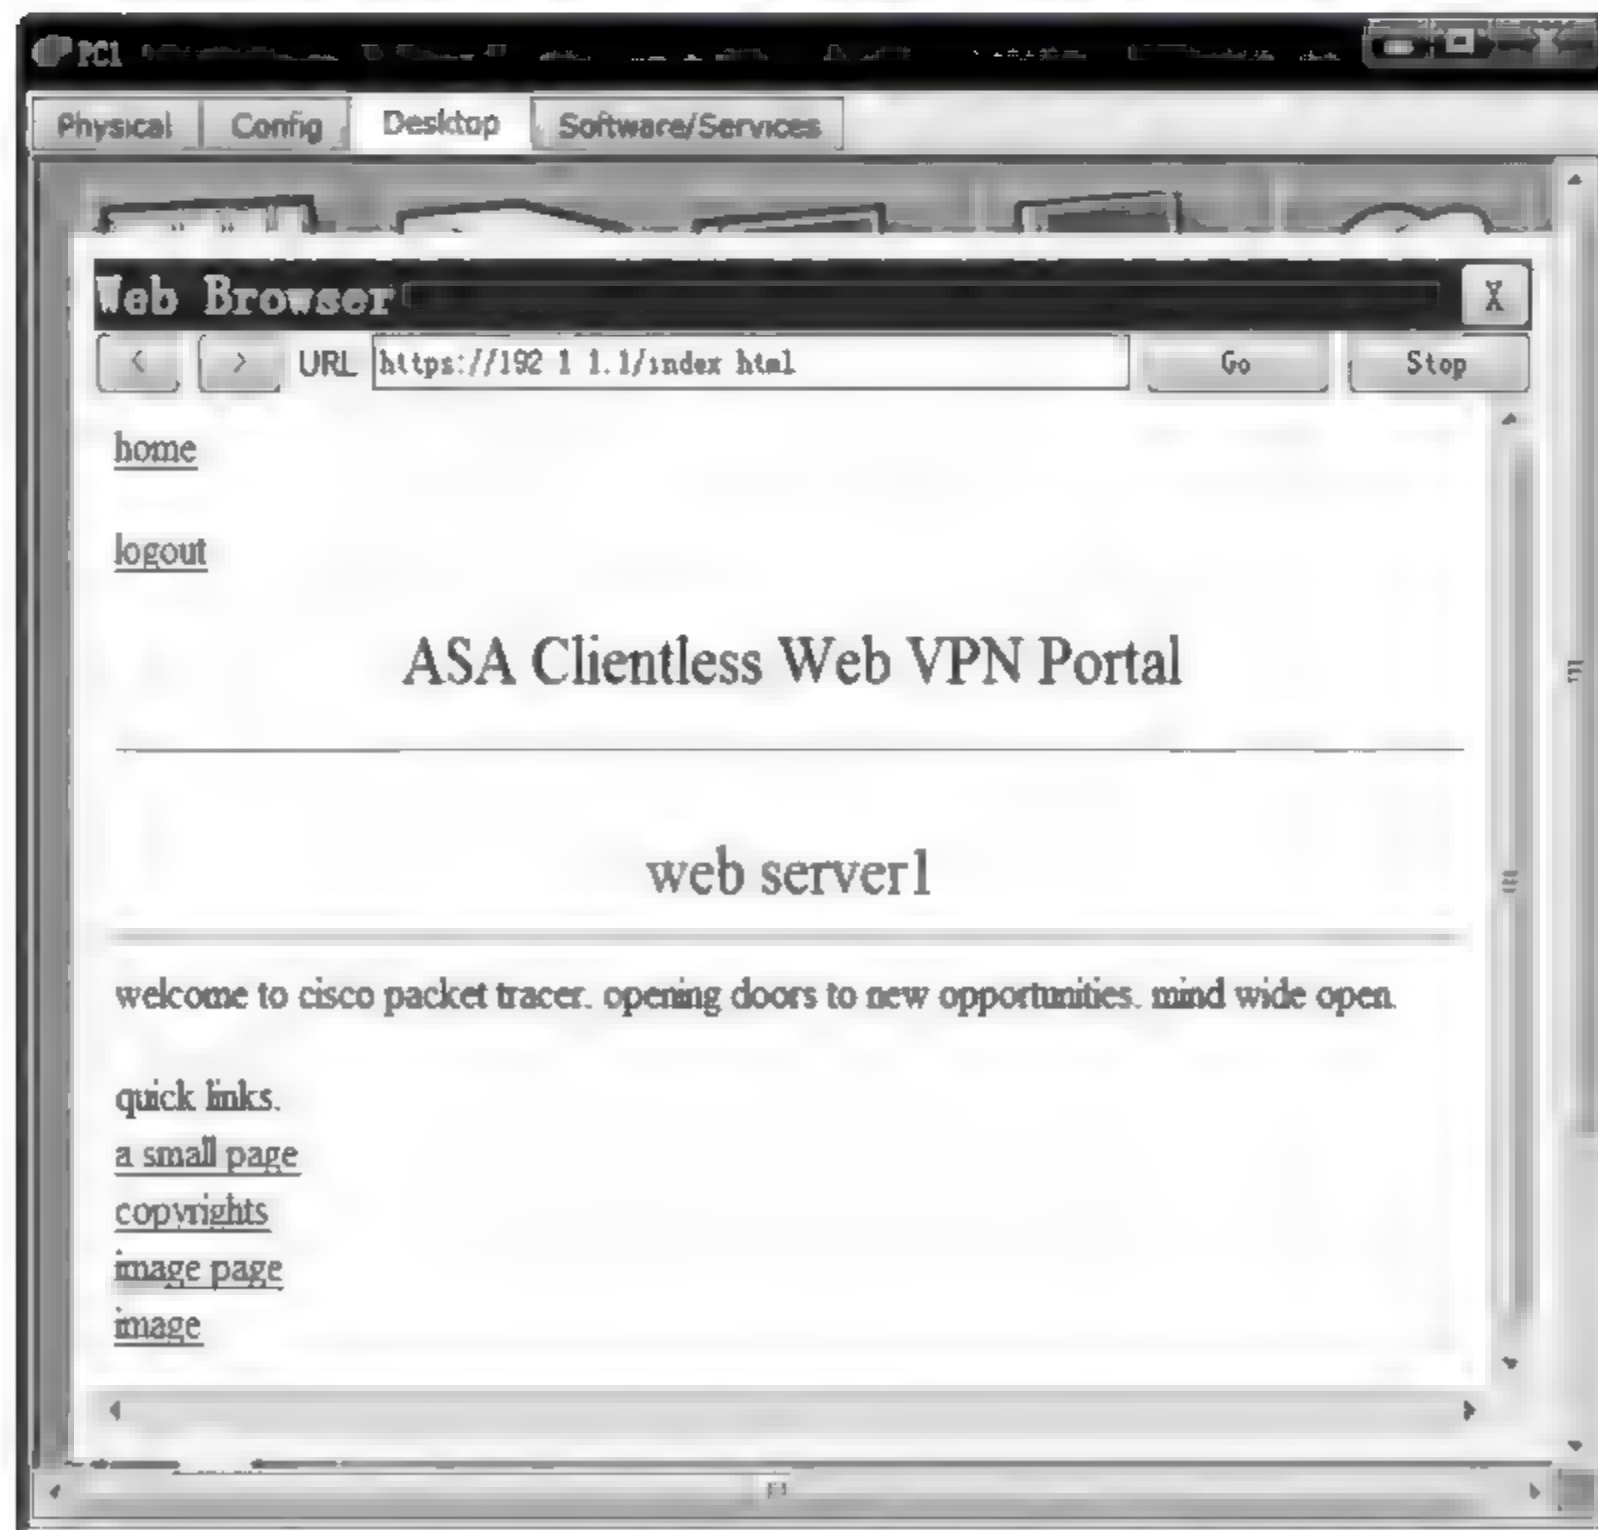 PC1
Physical Config Desktop Software/Services
Web Browser X
< > URL https://192 1 1.1/index html Go Stop
home
logout
ASA Clientless Web VPN Portal
web server1
welcome to cisco packet tracer. opening doors to new opportunities. mind wide open.
quick links.
a small page
copyrights
image page
image